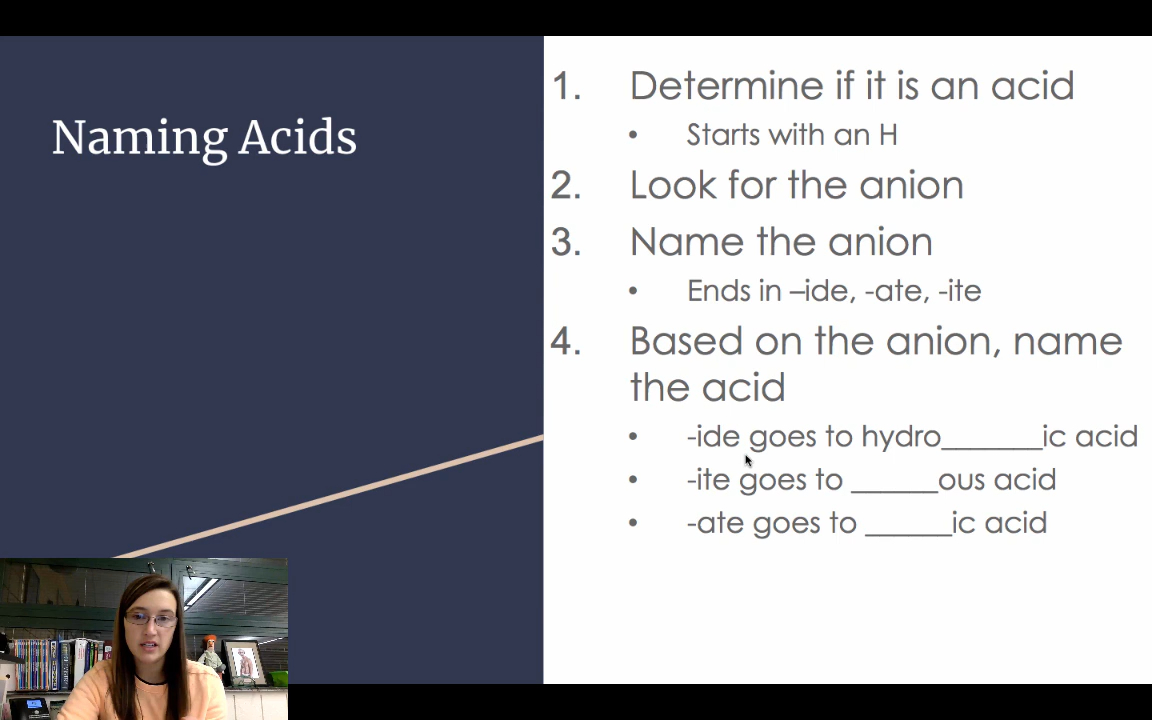 Naming Acids
1. Determine if it is an acid
• Starts with an H
2. Look for the anion
3. Name the anion
• Ends in –ide, -ate, -ite
4. Based on the anion, name
the acid
• -ide goes to hydro_______ic acid
• -ite goes to ______ous acid
• -ate goes to ______ic acid